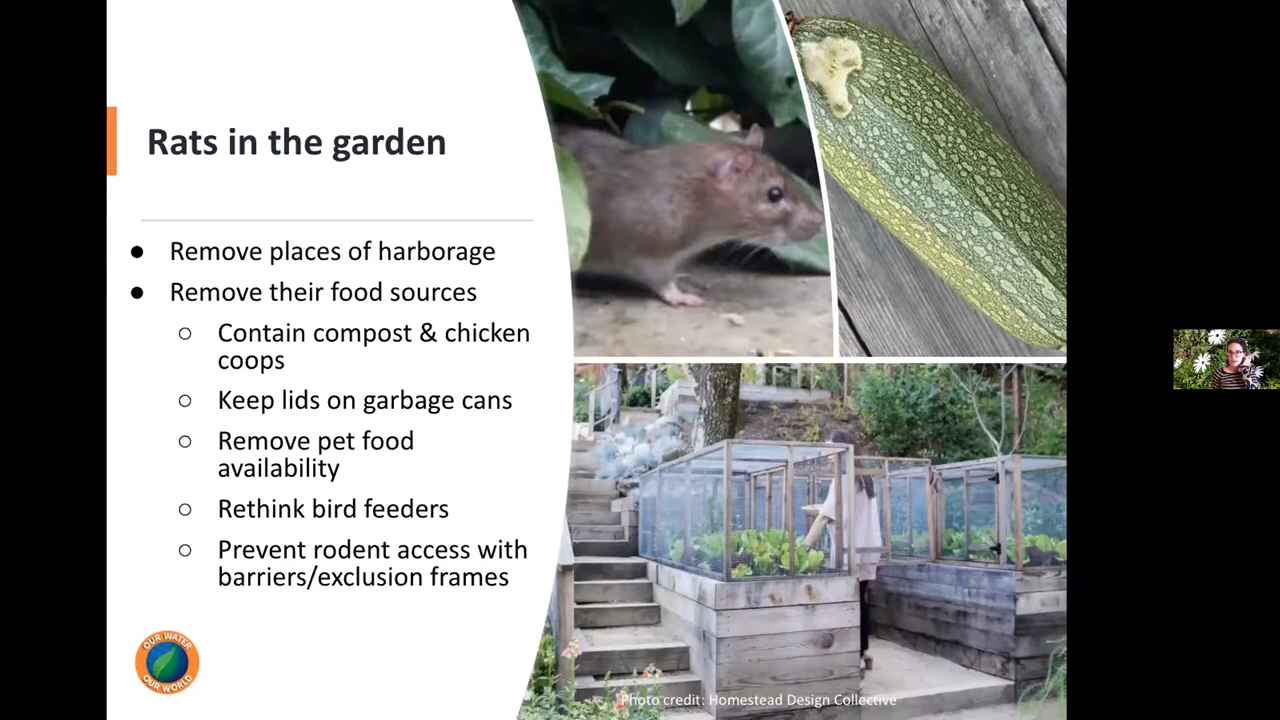 Rats in the garden
● Remove places of harborage
● Remove their food sources
○ Contain compost & chicken
coops
○ Keep lids on garbage cans
○ Remove pet food
availability
○ Rethink bird feeders
○ Prevent rodent access with
barriers/exclusion frames
OUR WATER
OUR WORLD
Photo credit: Homestead Design Collective